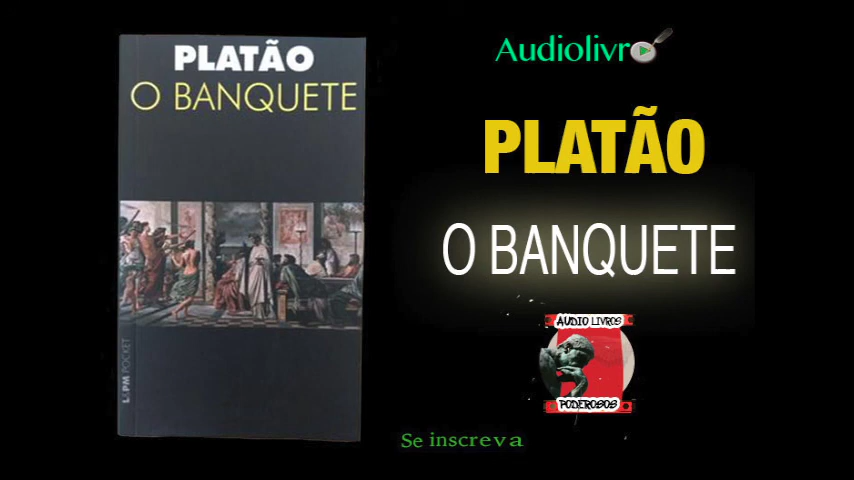 PLATÃO
O BANQUETE
L&PM POCKET
Audiolivro
PLATÃO
O BANQUETE
AUDIO LIVROS
PODEROSOS
Se inscreva